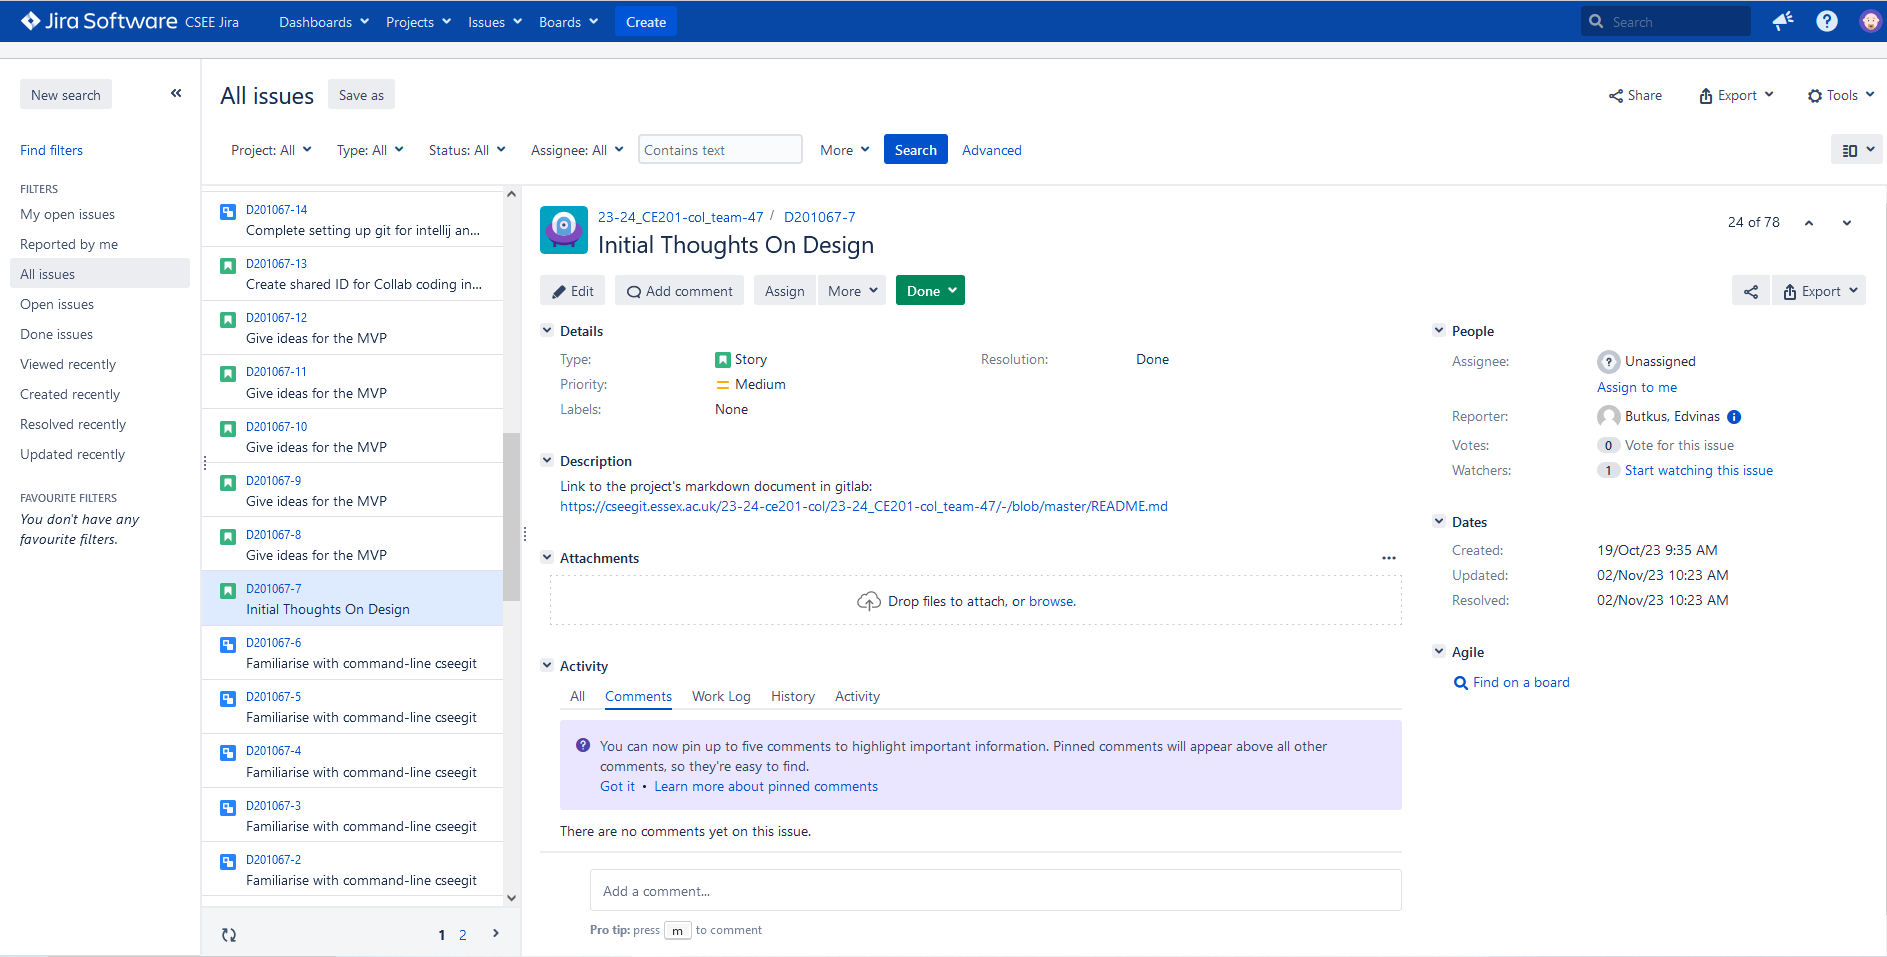 Jira Software CSEE Jira Dashboards Projects Issues Boards Create Search ?
New search «
Find filters
FILTERS
My open issues
Reported by me
All issues
Open issues
Done issues
Viewed recently
Created recently
Resolved recently
Updated recently
FAVOURITE FILTERS
You don't have any
favourite filters.
All issues Save as Share Export Tools
Project: All Type: All Status: All Assignee: All Contains text More Search Advanced
D201067-14
Complete setting up git for intellij an...
D201067-13
Create shared ID for Collab coding in...
D201067-12
Give ideas for the MVP
D201067-11
Give ideas for the MVP
D201067-10
Give ideas for the MVP
D201067-9
Give ideas for the MVP
D201067-8
Give ideas for the MVP
D201067-7
Initial Thoughts On Design
D201067-6
Familiarise with command-line cseegit
D201067-5
Familiarise with command-line cseegit
D201067-4
Familiarise with command-line cseegit
D201067-3
Familiarise with command-line cseegit
D201067-2
Familiarise with command-line cseegit
1 2 >
23-24_CE201-col_team-47 / D201067-7
Initial Thoughts On Design
24 of 78
Edit Add comment Assign More Done Export
Details
Type: Story Resolution: Done
Priority: Medium
Labels: None
Description
Link to the project's markdown document in gitlab:
https://cseegit.essex.ac.uk/23-24-ce201-col/23-24_CE201-col_team-47/-/blob/master/README.md
Attachments ...
Drop files to attach, or browse.
Activity
All Comments Work Log History Activity
? You can now pin up to five comments to highlight important information. Pinned comments will appear above all other
comments, so they're easy to find.
Got it • Learn more about pinned comments
There are no comments yet on this issue.
Add a comment...
Pro tip: press m to comment
People
Assignee: ? Unassigned
Assign to me
Reporter: Butkus, Edvinas i
Votes: 0 Vote for this issue
Watchers: 1 Start watching this issue
Dates
Created: 19/Oct/23 9:35 AM
Updated: 02/Nov/23 10:23 AM
Resolved: 02/Nov/23 10:23 AM
Agile
Find on a board